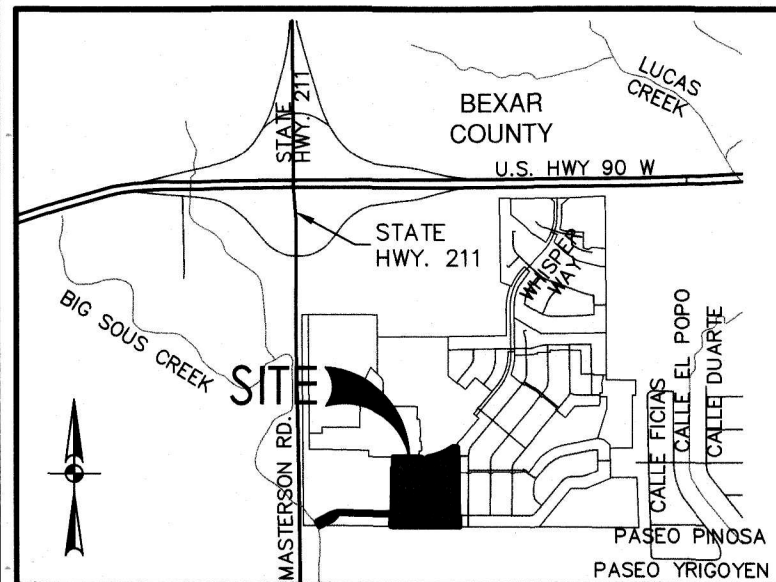 STATE
HWY. 211
BEXAR
COUNTY
LUCAS
CREEK
U.S. HWY 90 W
STATE
HWY. 211
WHISPER
WAY
BIG SOUS CREEK
SITE
MASTERSON RD.
CALLE FICIAS
CALLE EL POPO
CALLE DUARTE
PASEO PINOSA
PASEO YRIGOYEN